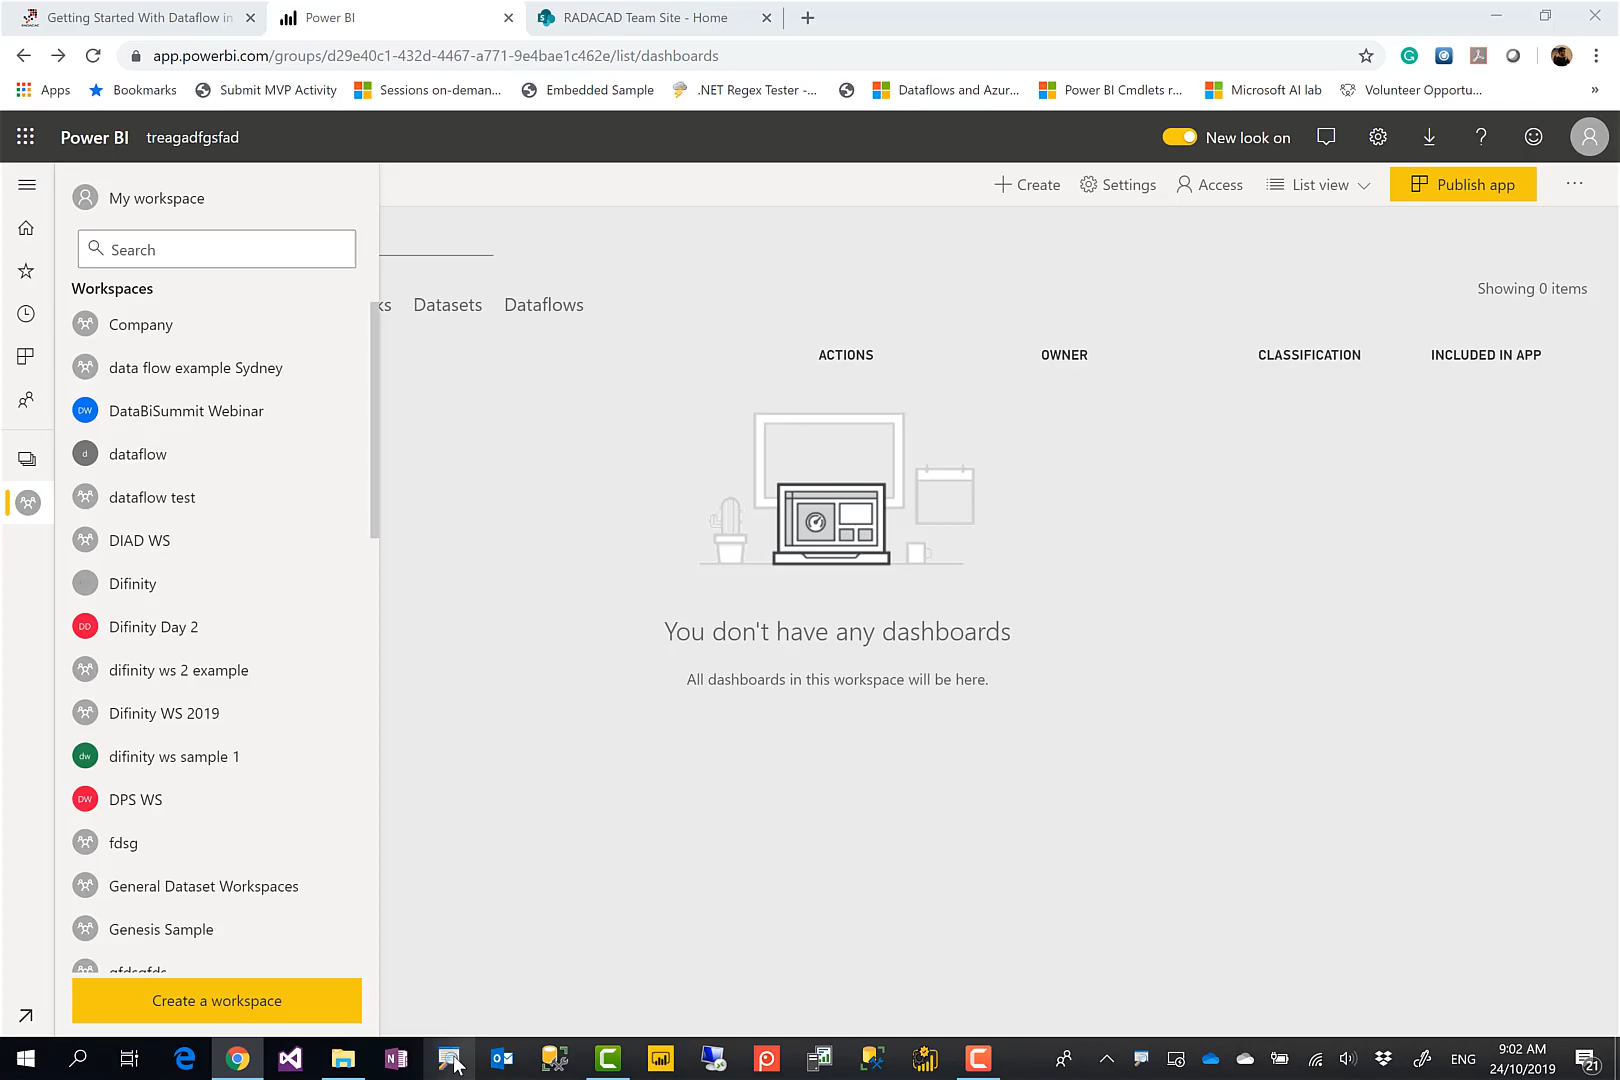 Getting Started With Dataflow in
Power BI
RADACAD Team Site - Home
app.powerbi.com/groups/d29e40c1-432d-4467-a771-9e4bae1c462e/list/dashboards
Apps
Bookmarks
Submit MVP Activity
Sessions on-deman...
Embedded Sample
.NET Regex Tester -...
Dataflows and Azur...
Power BI Cmdlets r...
Microsoft AI lab
Volunteer Opportu...
»
Power BI
treagadfgsfad
New look on
My workspace
Create
Settings
Access
List view
Publish app
...
Search
Workspaces
ks
Datasets
Dataflows
Showing 0 items
Company
ACTIONS
OWNER
CLASSIFICATION
INCLUDED IN APP
data flow example Sydney
DW DataBiSummit Webinar
d dataflow
dataflow test
DIAD WS
Difinity
DD Difinity Day 2
You don't have any dashboards
difinity ws 2 example
All dashboards in this workspace will be here.
Difinity WS 2019
dw difinity ws sample 1
DW DPS WS
fdsg
General Dataset Workspaces
Genesis Sample
Create a workspace
ENG
9:02 AM
24/10/2019
21